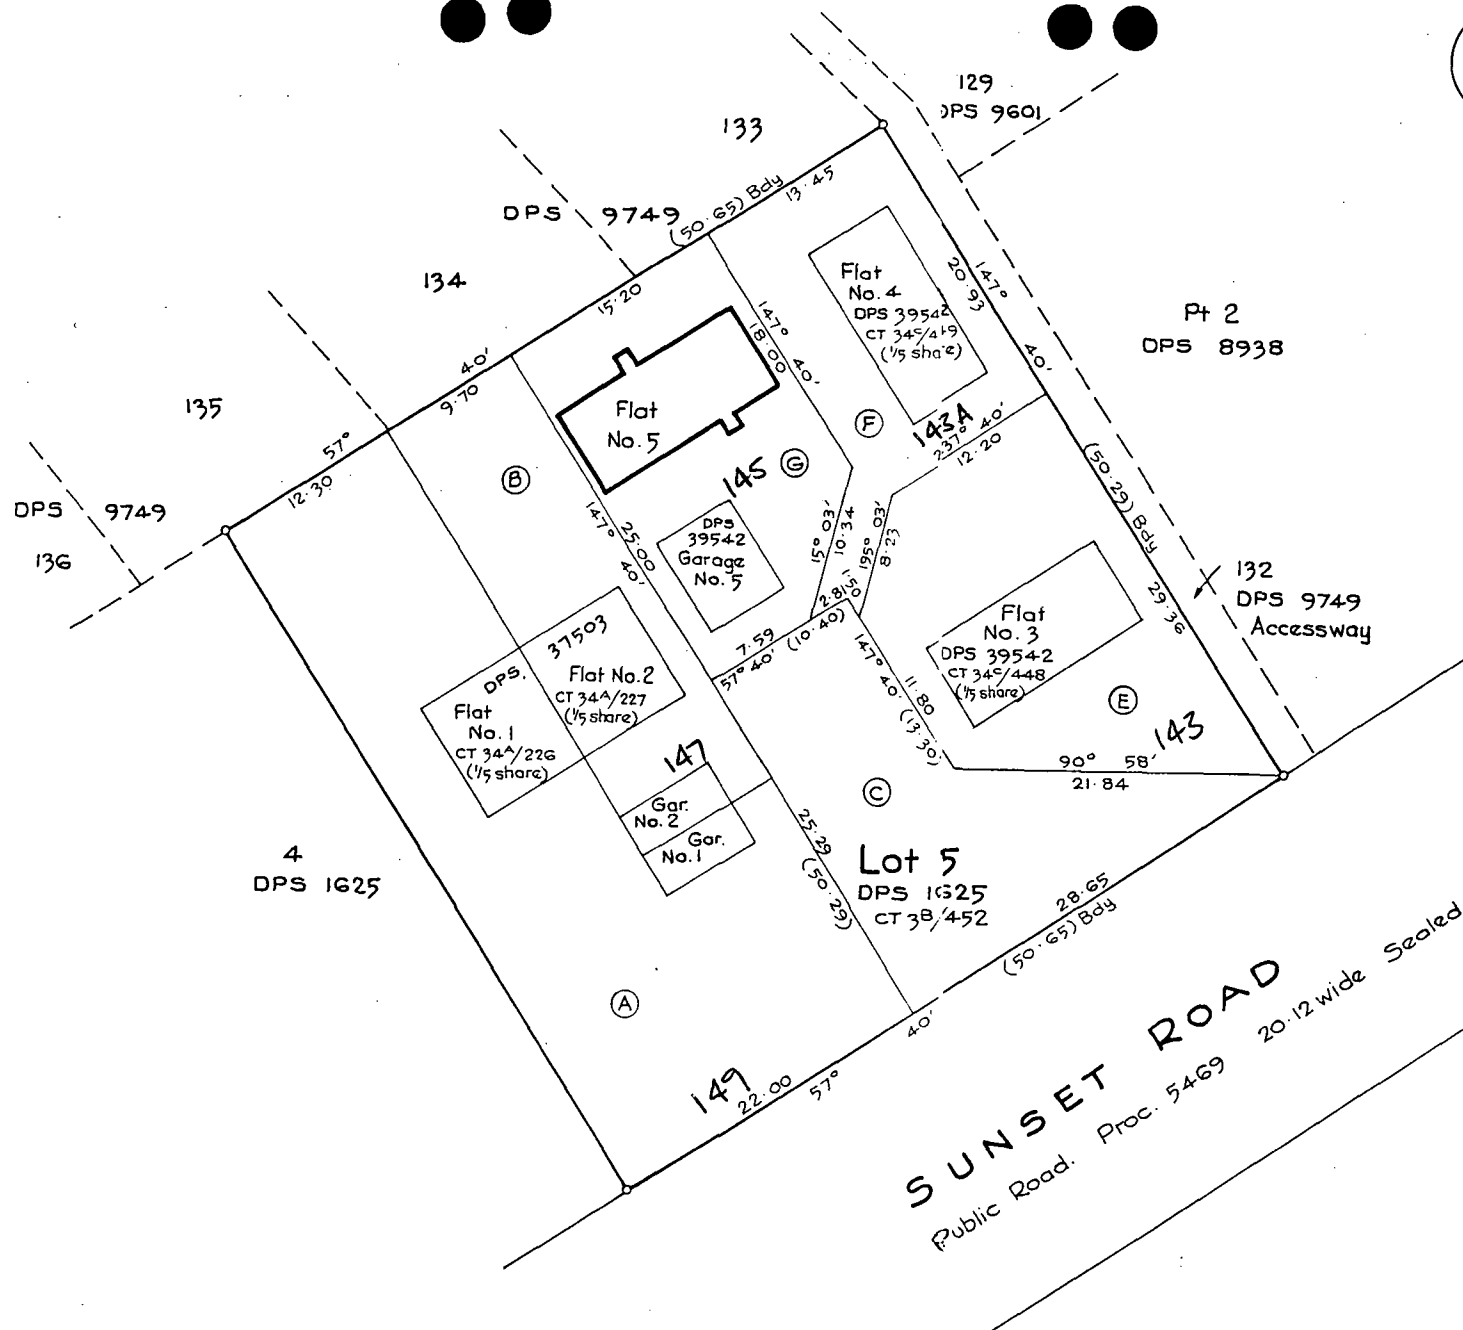 129
DPS 9601
133
DPS 9749
(50·65) Bdy
13·45
134
15·20
40'
9·70
135
57°
12·30
DPS 9749
136
Flat
No. 4
DPS 39542
CT 34C/419
(1/5 share)
20·93
147°
40'
Pt 2
DPS 8938
147°
18·00
40'
Flat
No. 5
B
145
G
F
143A
237° 40'
12·20
(50·29) Bdy
29·36
147°
25·00
40'
DPS
39542
Garage
No. 5
15° 03'
10·34
195° 03'
8·23
1·50
2·81
7·59
57° 40' (10·40)
132
DPS 9749
Accessway
Flat
No. 3
DPS 39542
CT 34C/448
(1/5 share)
147° 40'
11·80
(13·30)
E
143
90° 58'
21·84
DPS. 37503
Flat No. 2
CT 34A/227
(1/5 share)
Flat
No. 1
CT 34A/226
(1/5 share)
147
Gar.
No. 2
Gar.
No. 1
C
25·29
(50·29)
Lot 5
DPS 1625
CT 3B/452
4
DPS 1625
28·65
(50·65) Bdy
A
149
22·00
57°
40'
SUNSET ROAD
Public Road. Proc. 5469 20·12 wide Sealed